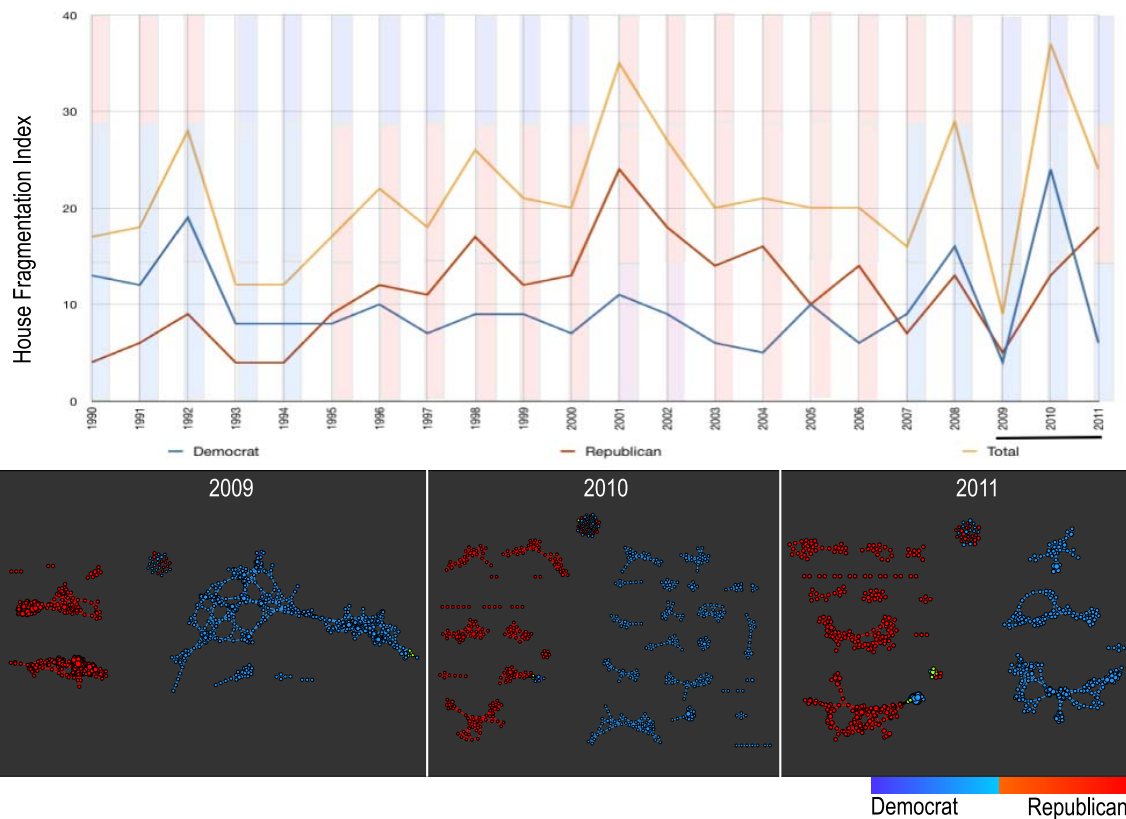 House Fragmentation Index
40
30
20
10
0
1990 1991 1992 1993 1994 1995 1996 1997 1998 1999 2000 2001 2002 2003 2004 2005 2006 2007 2008 2009 2010 2011
Democrat Republican Total
2009 2010 2011
Democrat Republican